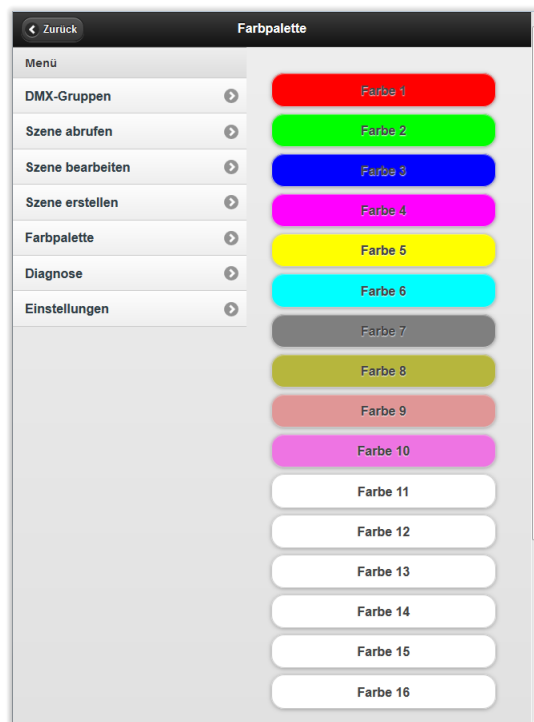 Zurück
Farbpalette
Menü
DMX-Gruppen
Szene abrufen
Szene bearbeiten
Szene erstellen
Farbpalette
Diagnose
Einstellungen
Farbe 1
Farbe 2
Farbe 3
Farbe 4
Farbe 5
Farbe 6
Farbe 7
Farbe 8
Farbe 9
Farbe 10
Farbe 11
Farbe 12
Farbe 13
Farbe 14
Farbe 15
Farbe 16